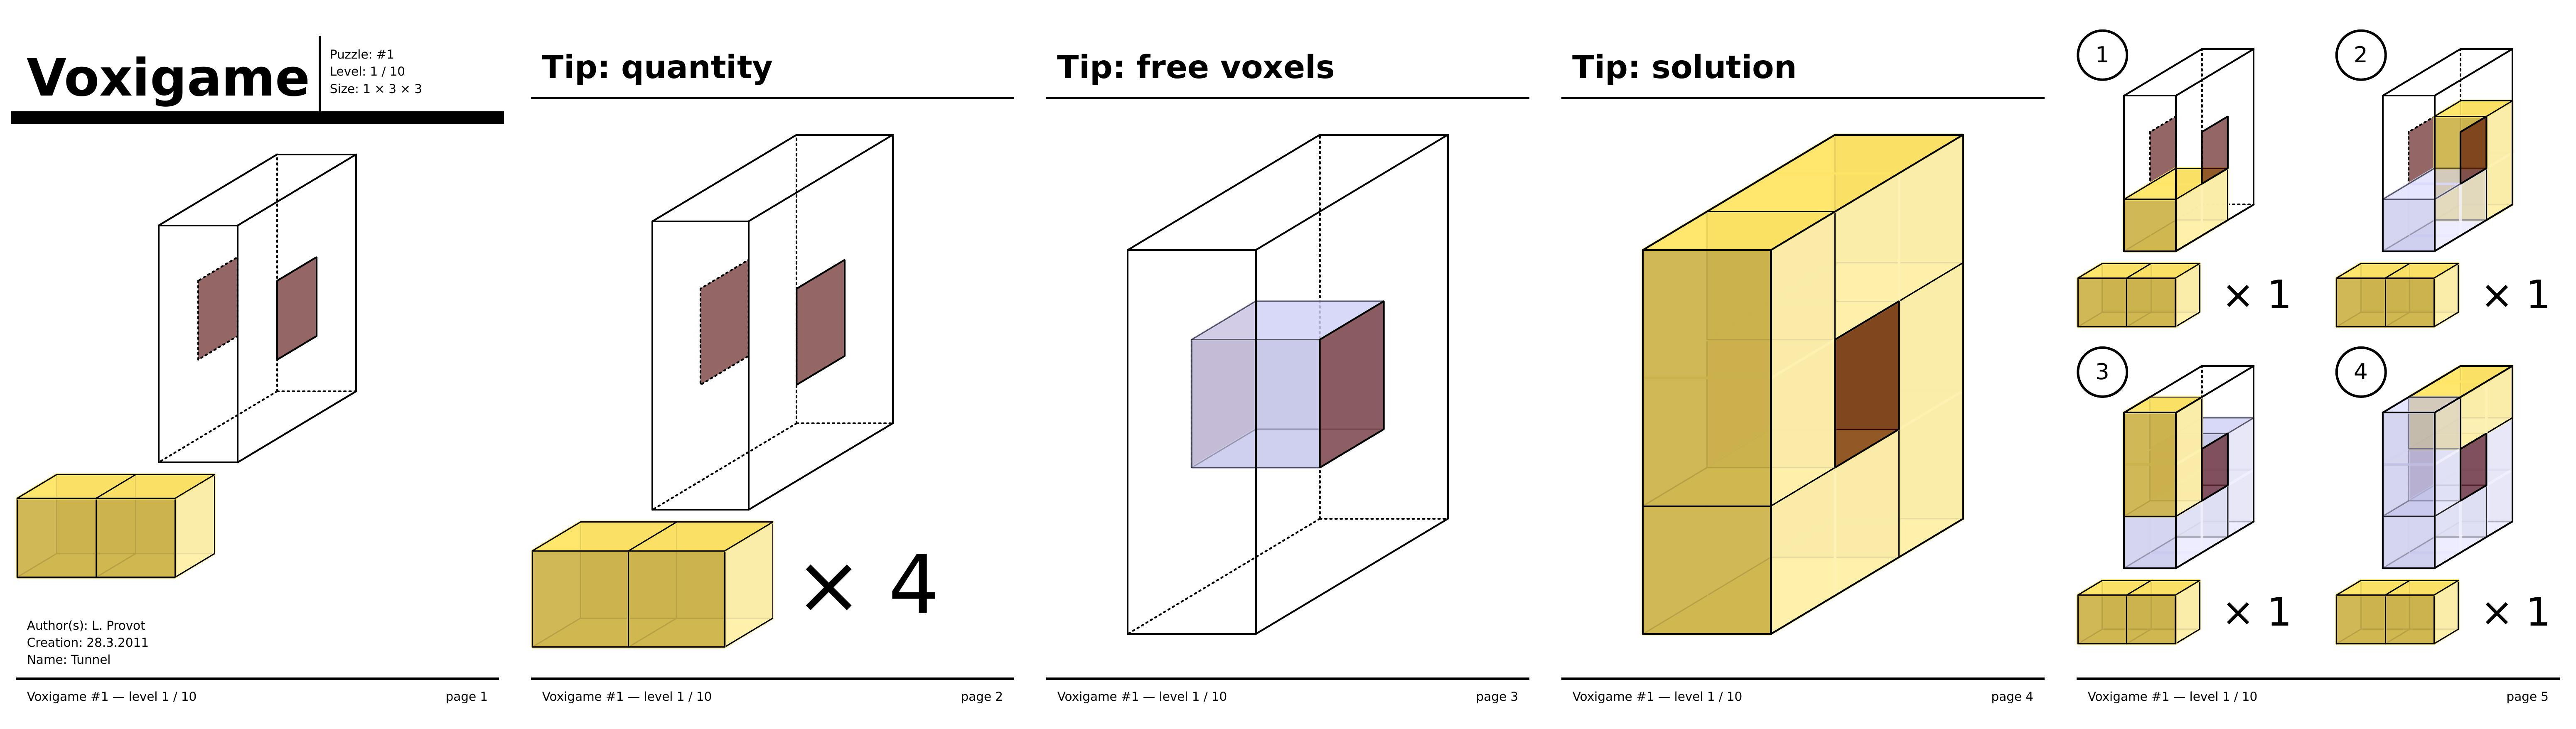 Voxigame
Puzzle: #1
Level: 1 / 10
Size: 1 × 3 × 3
Author(s): L. Provot
Creation: 28.3.2011
Name: Tunnel
Voxigame #1 — level 1 / 10
page 1
Tip: quantity
× 4
Voxigame #1 — level 1 / 10
page 2
Tip: free voxels
Voxigame #1 — level 1 / 10
page 3
Tip: solution
Voxigame #1 — level 1 / 10
page 4
1
× 1
2
× 1
3
× 1
4
× 1
Voxigame #1 — level 1 / 10
page 5